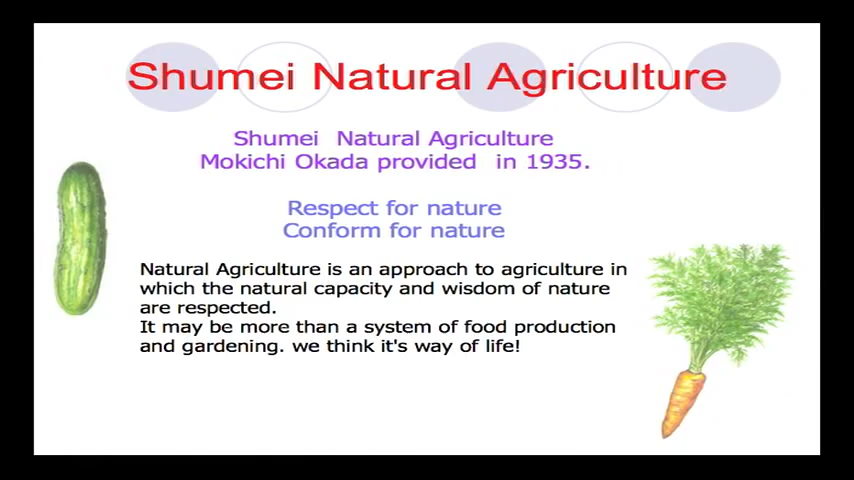 Shumei Natural Agriculture
Shumei Natural Agriculture
Mokichi Okada provided in 1935.
Respect for nature
Conform for nature
Natural Agriculture is an approach to agriculture in
which the natural capacity and wisdom of nature
are respected.
It may be more than a system of food production
and gardening. we think it's way of life!